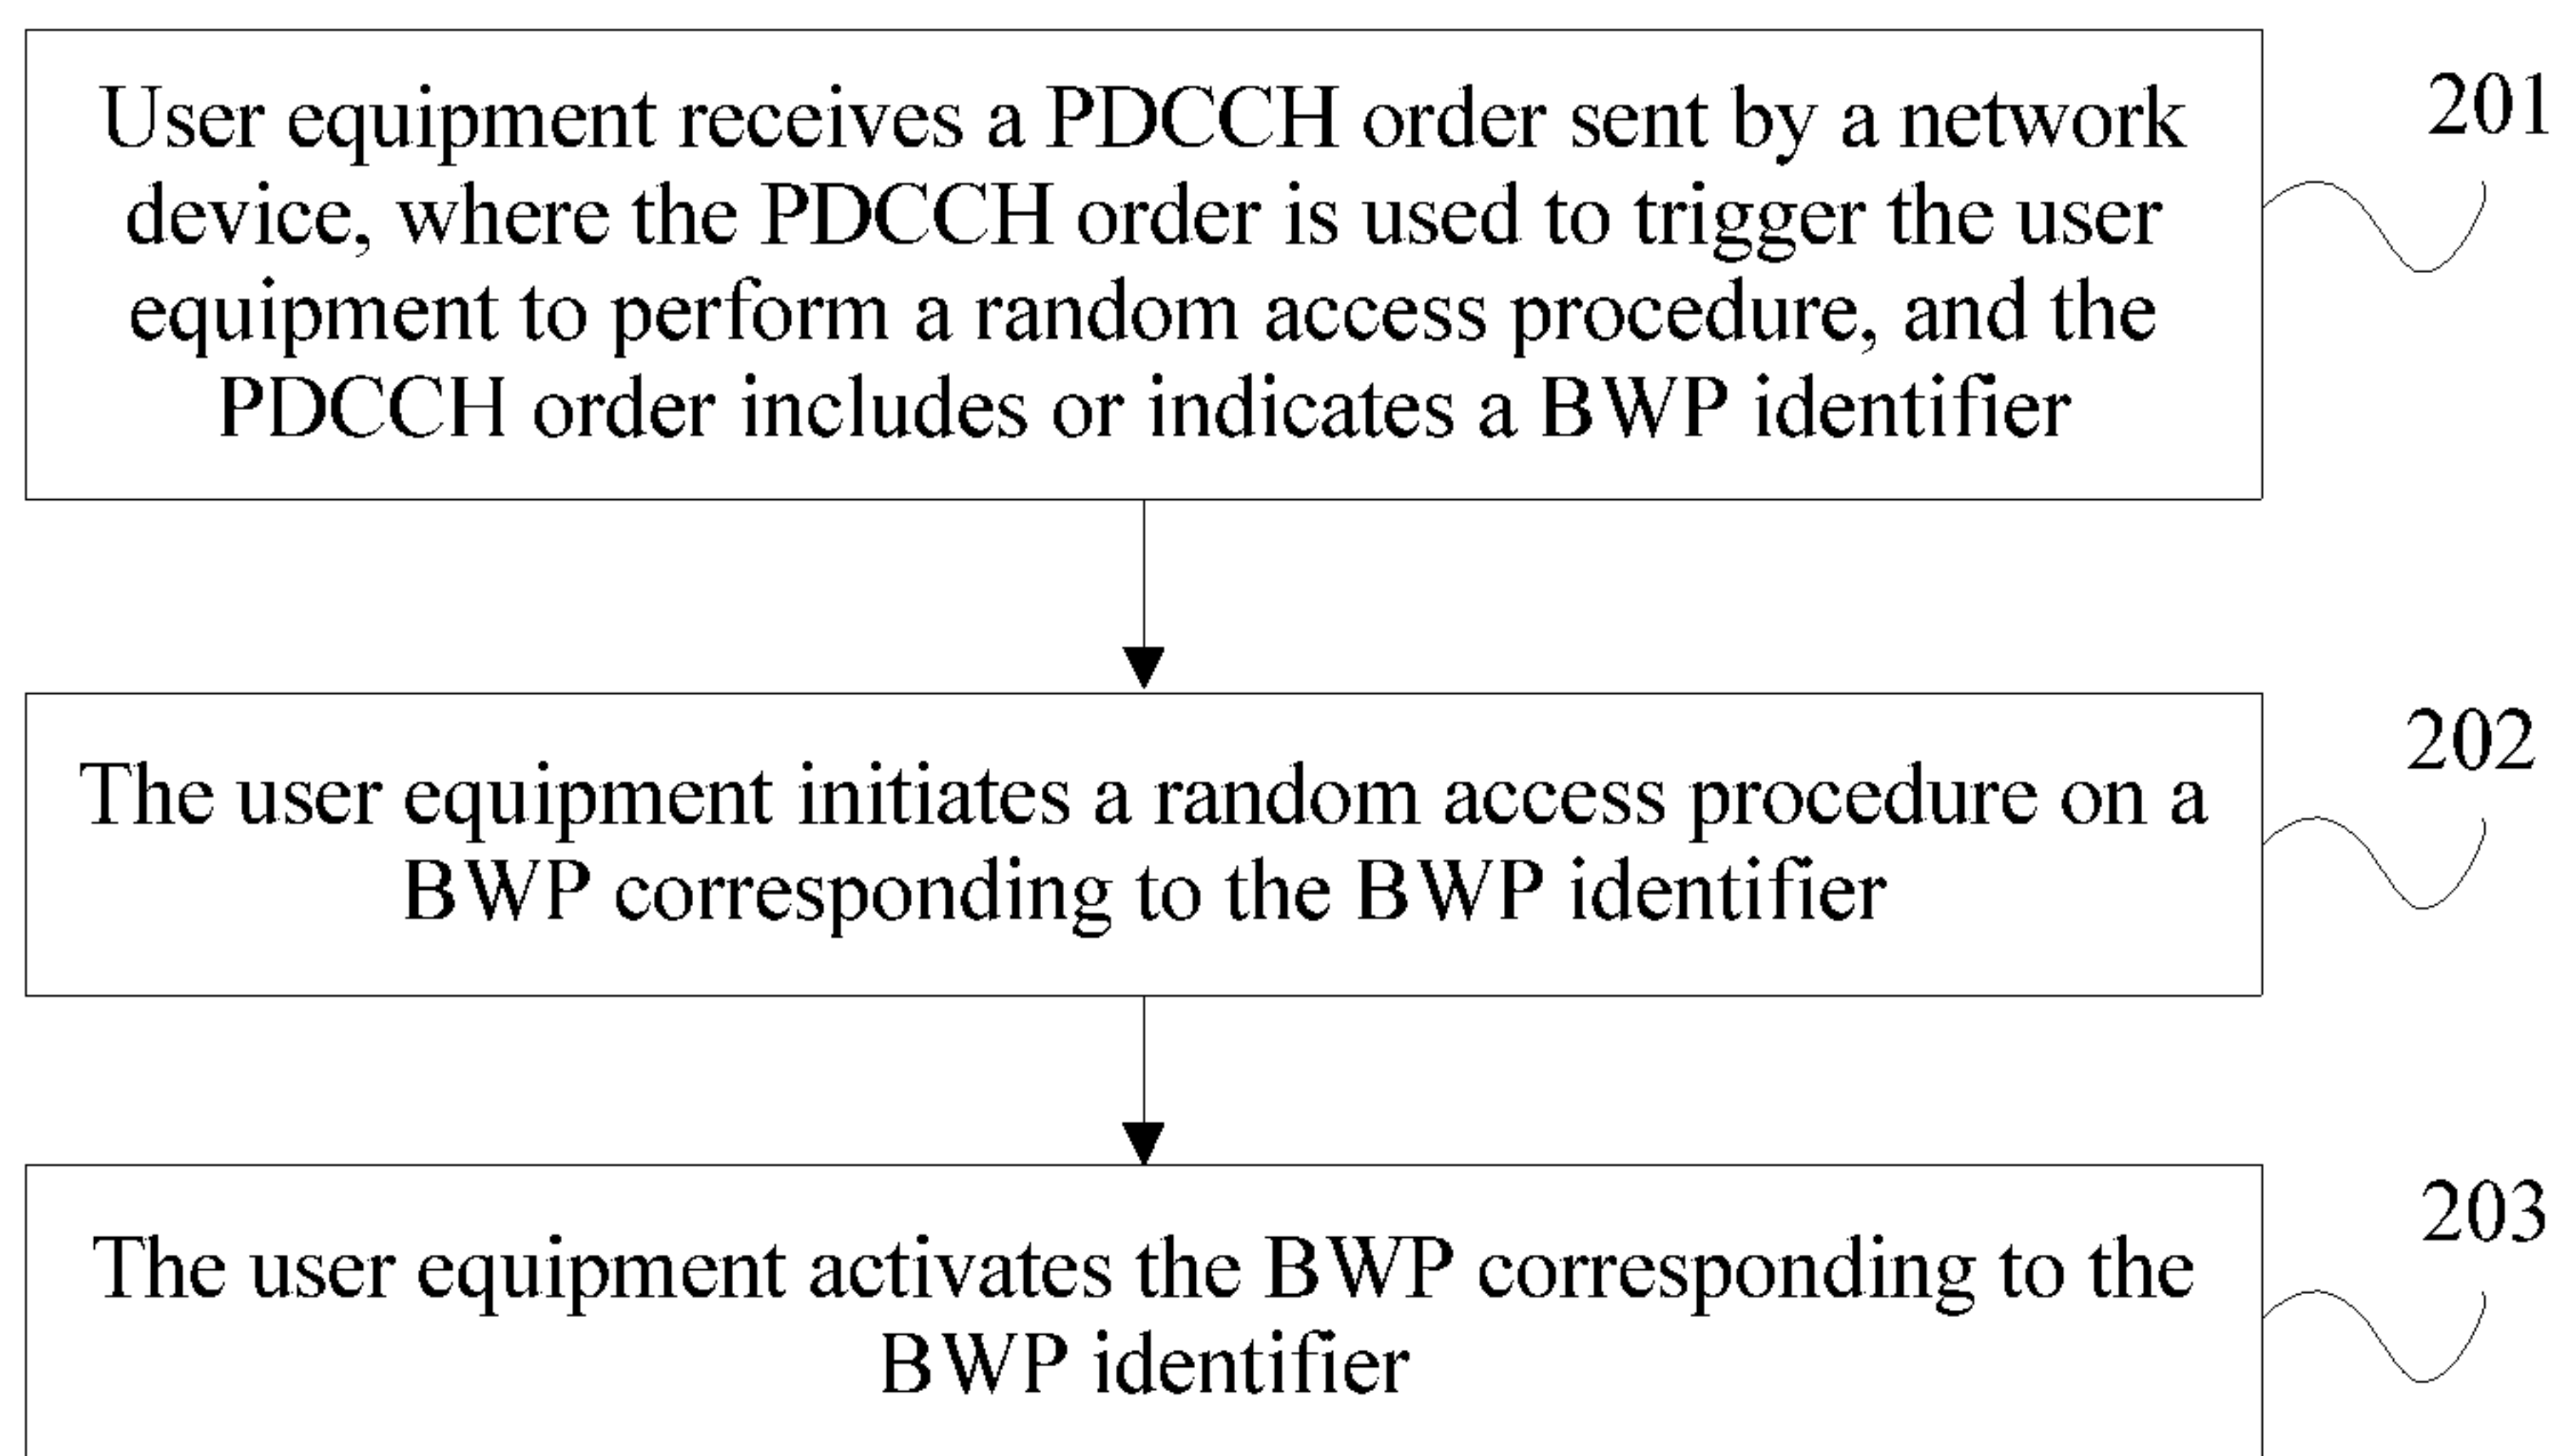 User equipment receives a PDCCH order sent by a network
device, where the PDCCH order is used to trigger the user
equipment to perform a random access procedure, and the
PDCCH order includes or indicates a BWP identifier
201
The user equipment initiates a random access procedure on a
BWP corresponding to the BWP identifier
202
The user equipment activates the BWP corresponding to the
BWP identifier
203